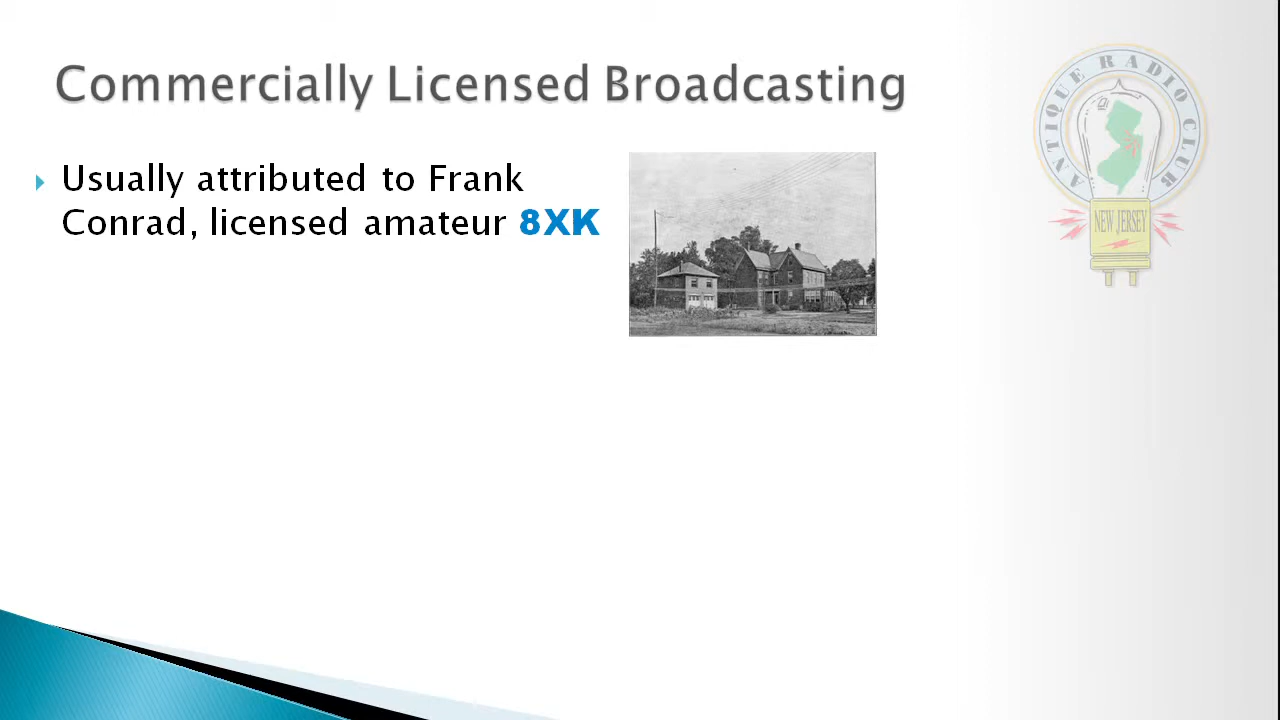 Commercially Licensed Broadcasting
Usually attributed to Frank
Conrad, licensed amateur 8XK
ANTIQUE RADIO CLUB
NEW JERSEY